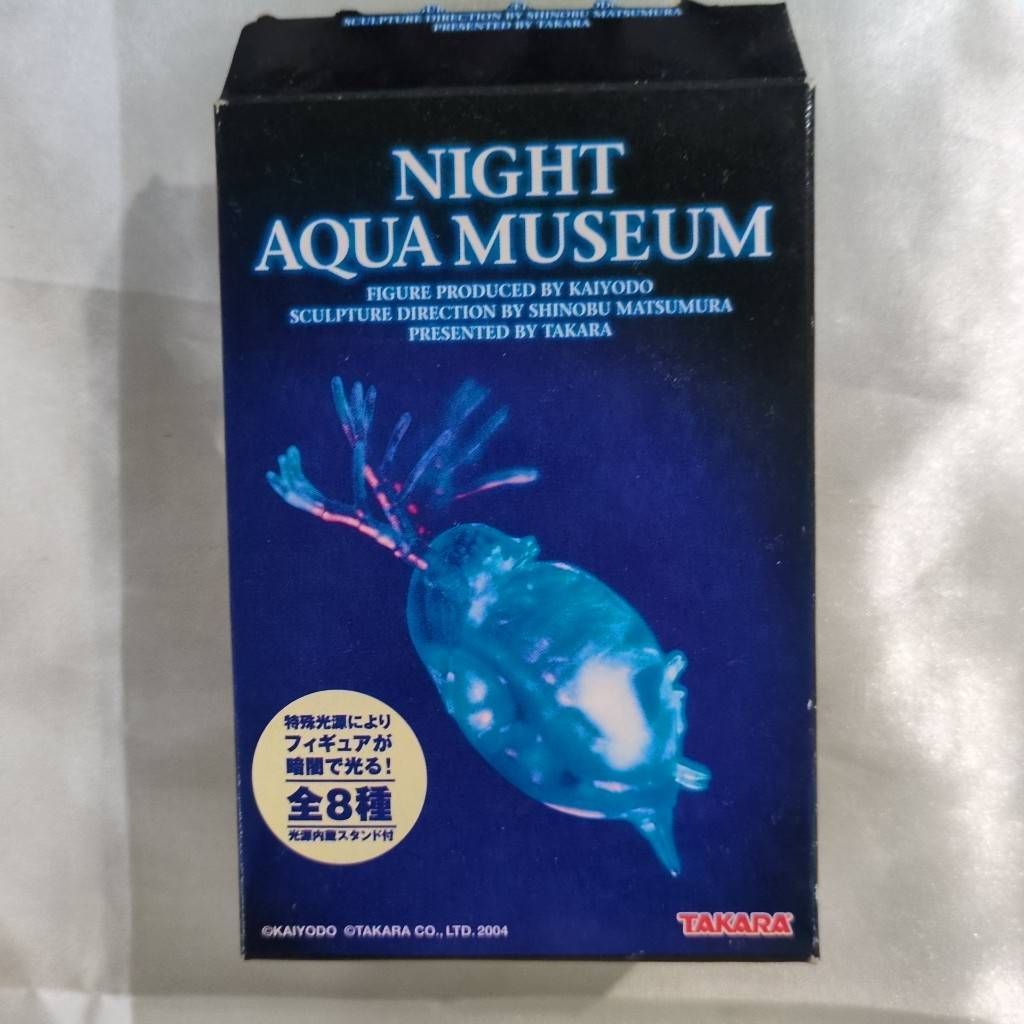 SCULPTURE DIRECTION BY SHINOBU MATSUMURA
PRESENTED BY TAKARA
NIGHT
AQUA MUSEUM
FIGURE PRODUCED BY KAIYODO
SCULPTURE DIRECTION BY SHINOBU MATSUMURA
PRESENTED BY TAKARA
特殊光源により
フィギュアが
暗闇で光る!
全8種
光源内蔵スタンド付
©KAIYODO ©TAKARA CO., LTD. 2004
TAKARA